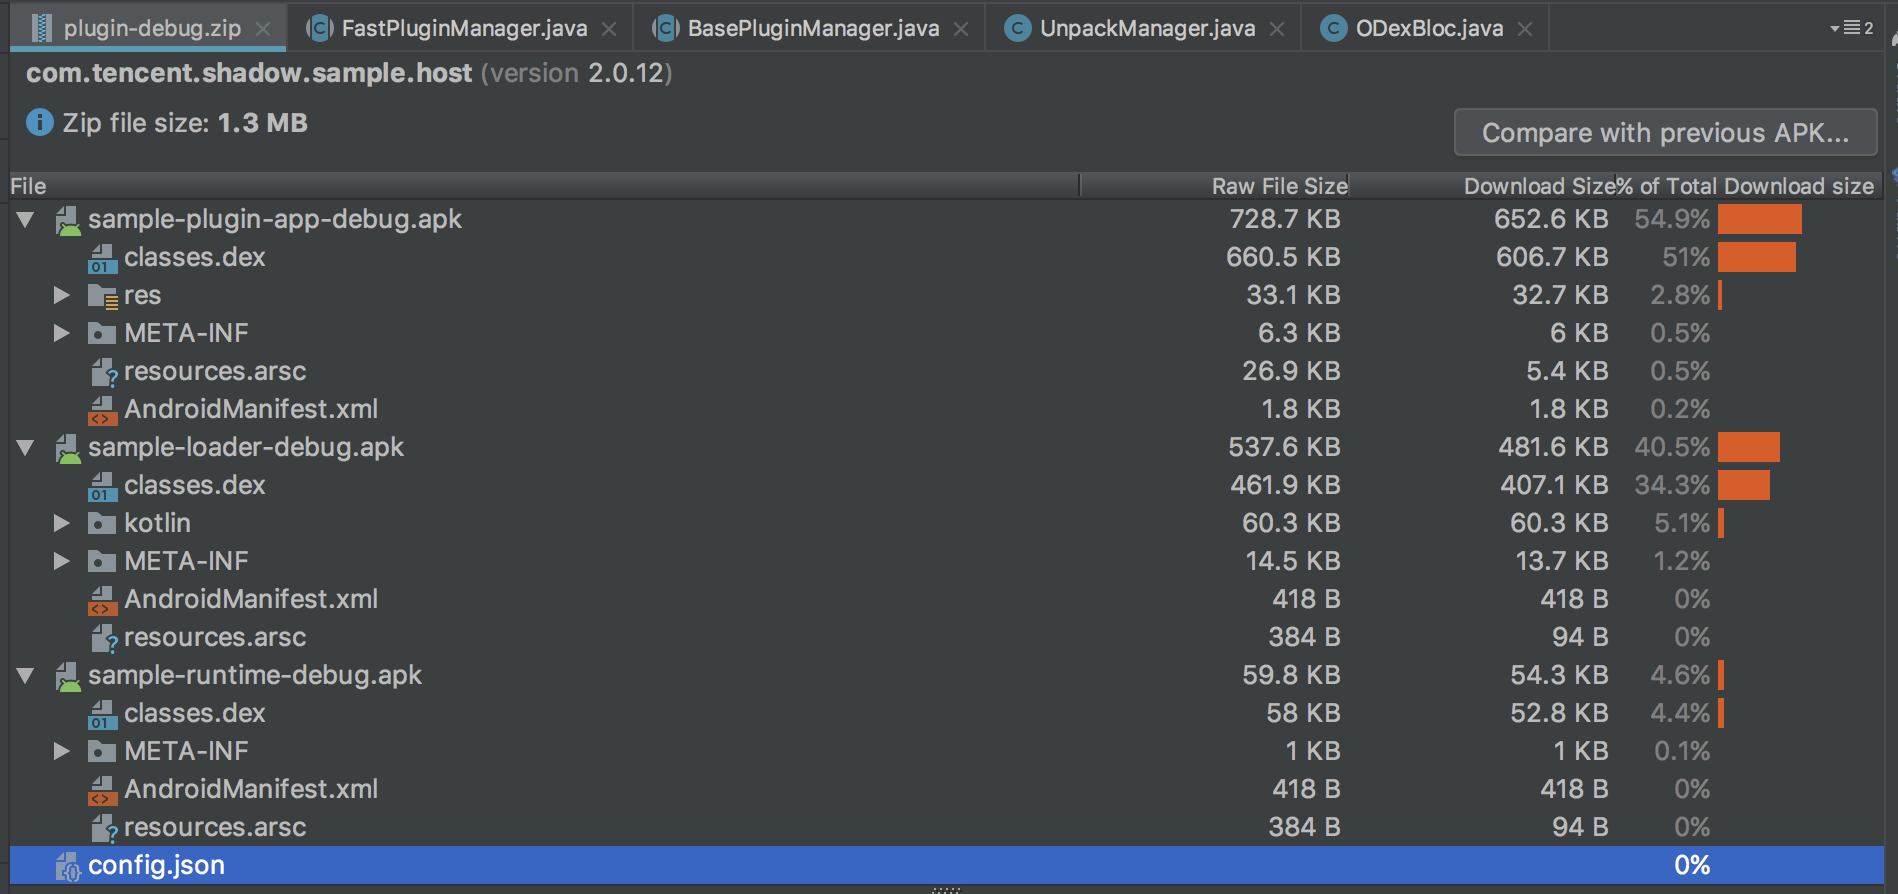 plugin-debug.zip FastPluginManager.java BasePluginManager.java UnpackManager.java ODexBloc.java 2
com.tencent.shadow.sample.host (version 2.0.12)
Zip file size: 1.3 MB
Compare with previous APK...
File Raw File Size Download Size % of Total Download size
sample-plugin-app-debug.apk 728.7 KB 652.6 KB 54.9%
classes.dex 660.5 KB 606.7 KB 51%
res 33.1 KB 32.7 KB 2.8%
META-INF 6.3 KB 6 KB 0.5%
resources.arsc 26.9 KB 5.4 KB 0.5%
AndroidManifest.xml 1.8 KB 1.8 KB 0.2%
sample-loader-debug.apk 537.6 KB 481.6 KB 40.5%
classes.dex 461.9 KB 407.1 KB 34.3%
kotlin 60.3 KB 60.3 KB 5.1%
META-INF 14.5 KB 13.7 KB 1.2%
AndroidManifest.xml 418 B 418 B 0%
resources.arsc 384 B 94 B 0%
sample-runtime-debug.apk 59.8 KB 54.3 KB 4.6%
classes.dex 58 KB 52.8 KB 4.4%
META-INF 1 KB 1 KB 0.1%
AndroidManifest.xml 418 B 418 B 0%
resources.arsc 384 B 94 B 0%
config.json 0%